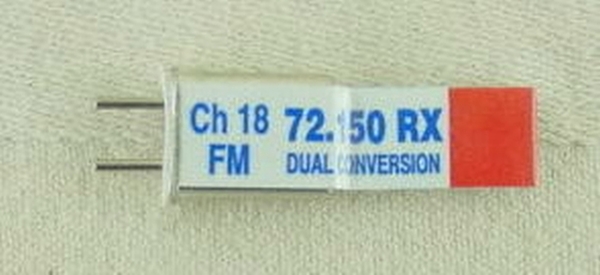 Ch 18 72.150 RX
FM DUAL CONVERSION